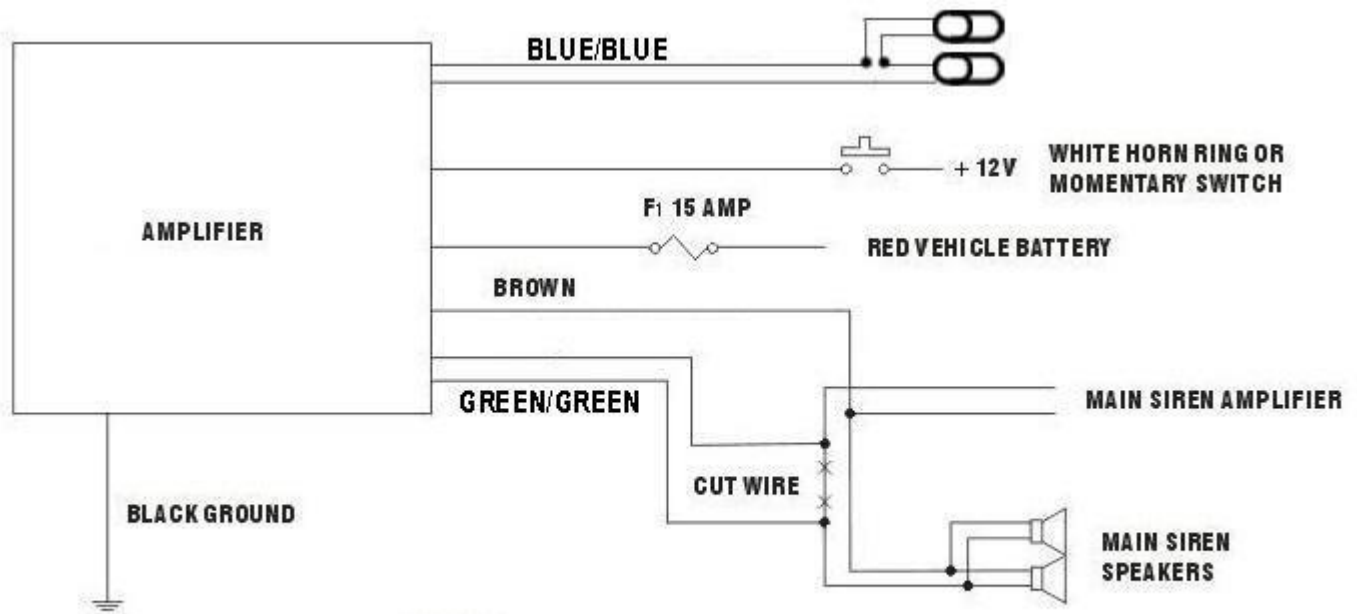 BLUE/BLUE
+ 12V
WHITE HORN RING OR
MOMENTARY SWITCH
F1 15 AMP
AMPLIFIER
RED VEHICLE BATTERY
BROWN
GREEN/GREEN
MAIN SIREN AMPLIFIER
CUT WIRE
BLACK GROUND
MAIN SIREN
SPEAKERS